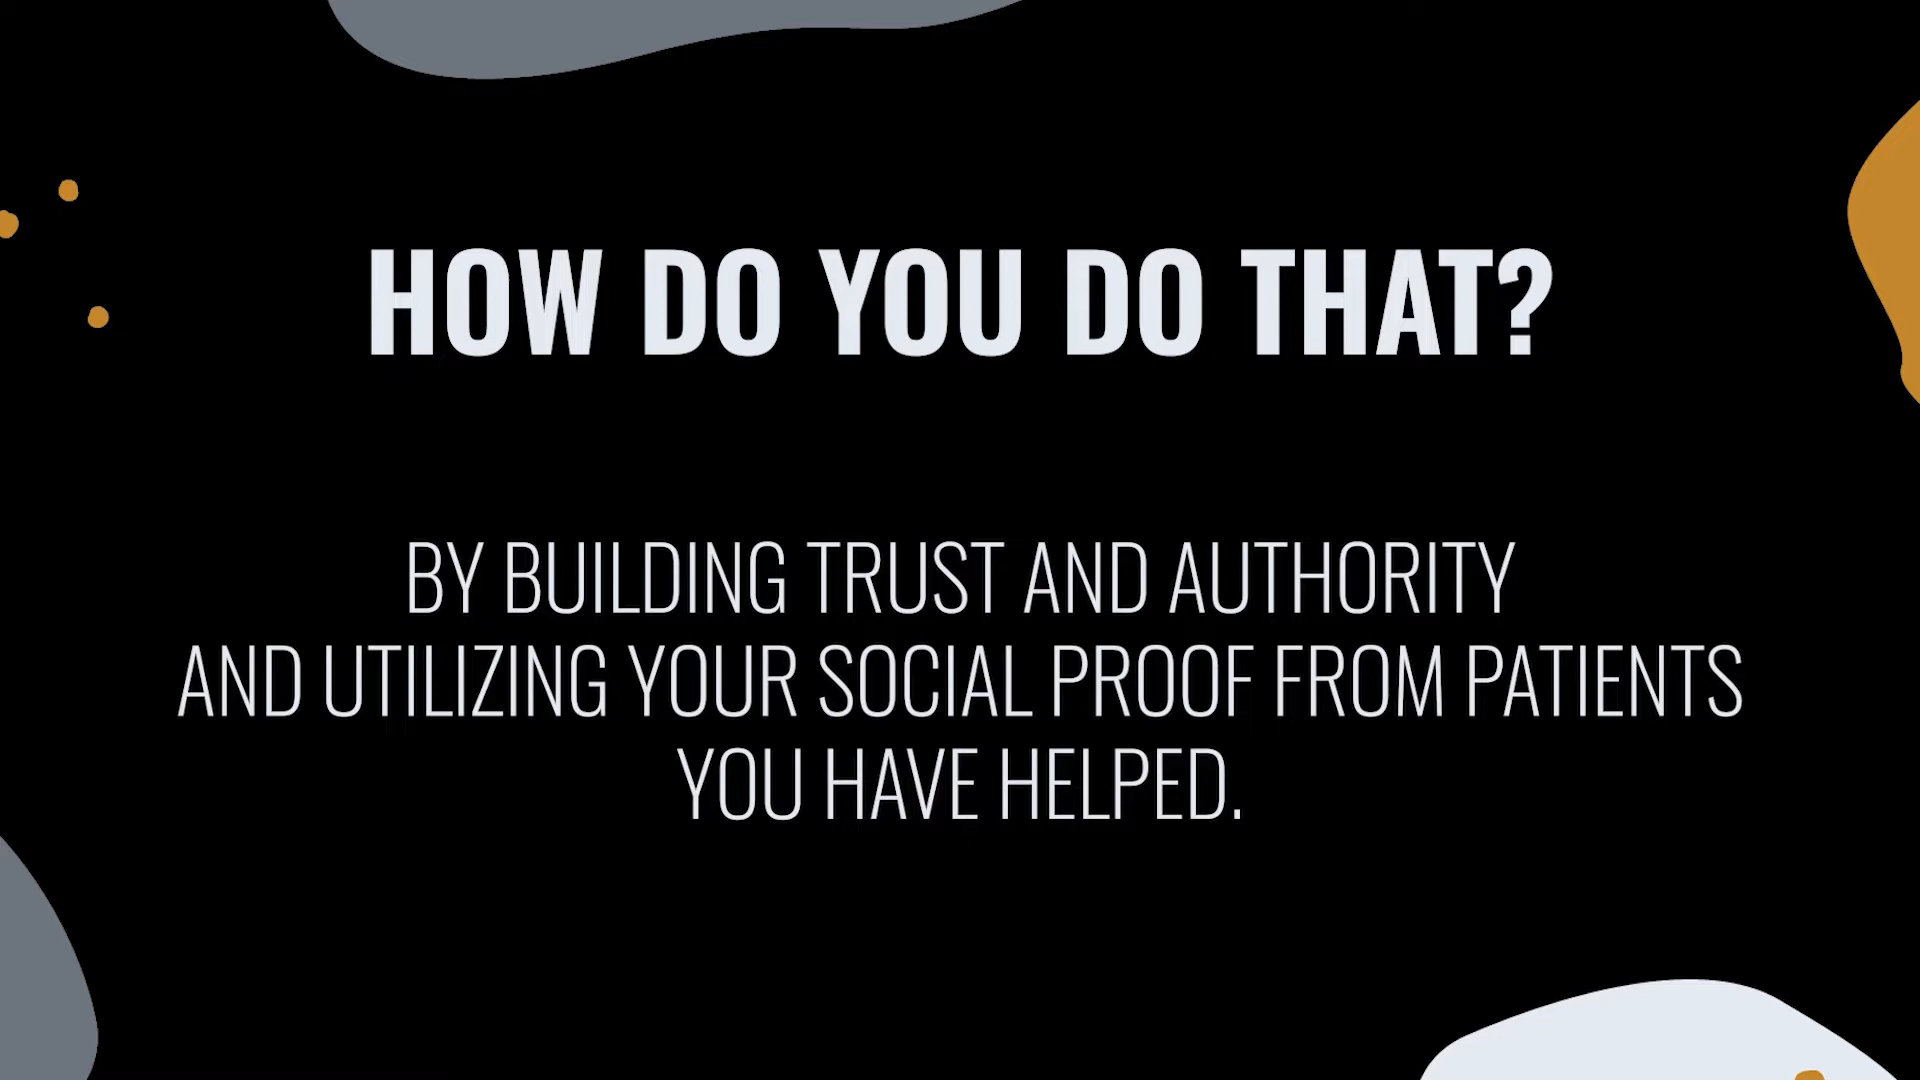 HOW DO YOU DO THAT?
BY BUILDING TRUST AND AUTHORITY
AND UTILIZING YOUR SOCIAL PROOF FROM PATIENTS
YOU HAVE HELPED.